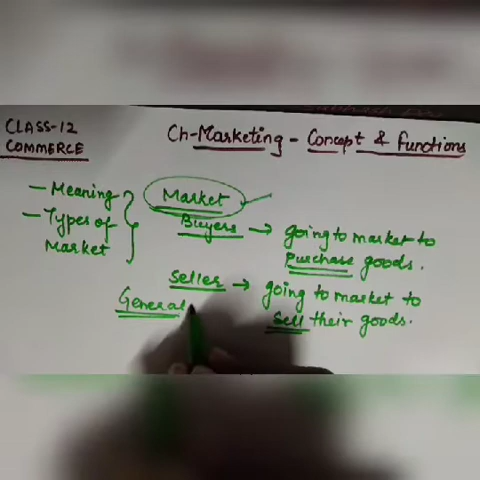 CLASS-12
COMMERCE
Ch-Marketing - Concept & Functions
- Meaning
- Types of
Market
Market
Buyers → going to market to
Purchase goods.
Seller → going to market to
Sell their goods.
General